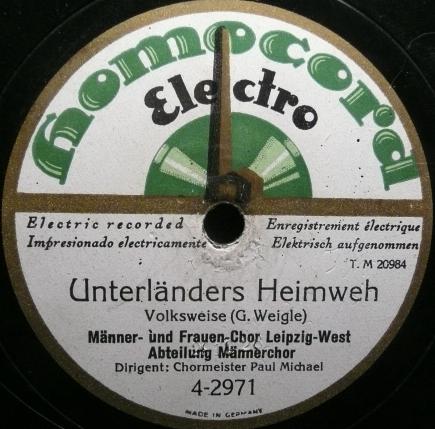 Homocord
Electro
Electric recorded
Enregistrement électrique
Impresionado electricamente
Elektrisch aufgenommen
T. M 20984
Unterländers Heimweh
Volksweise (G. Weigle)
Männer- und Frauen-Chor Leipzig-West
Abteilung Männerchor
Dirigent: Chormeister Paul Michael
4-2971
MADE IN GERMANY